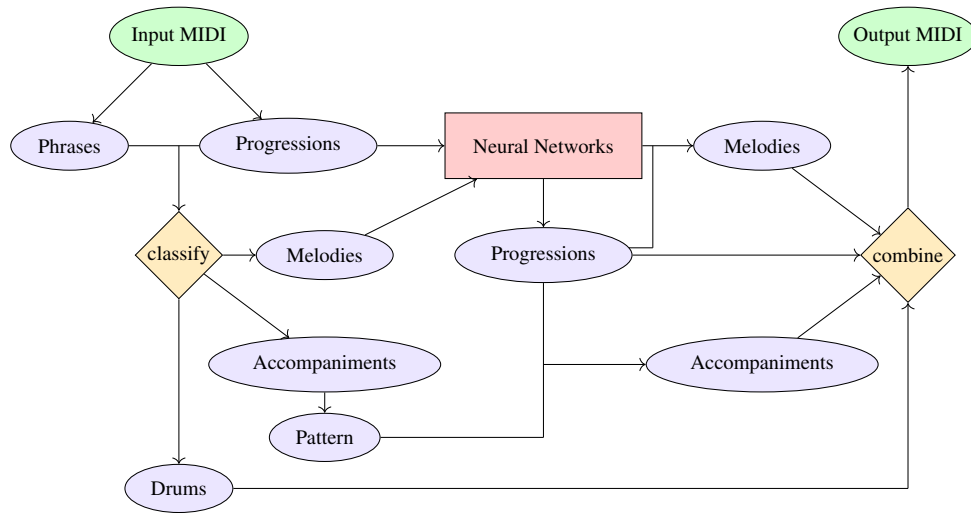 Input MIDI
Output MIDI
Phrases
Progressions
Neural Networks
Melodies
classify
Melodies
Progressions
combine
Accompaniments
Accompaniments
Pattern
Drums